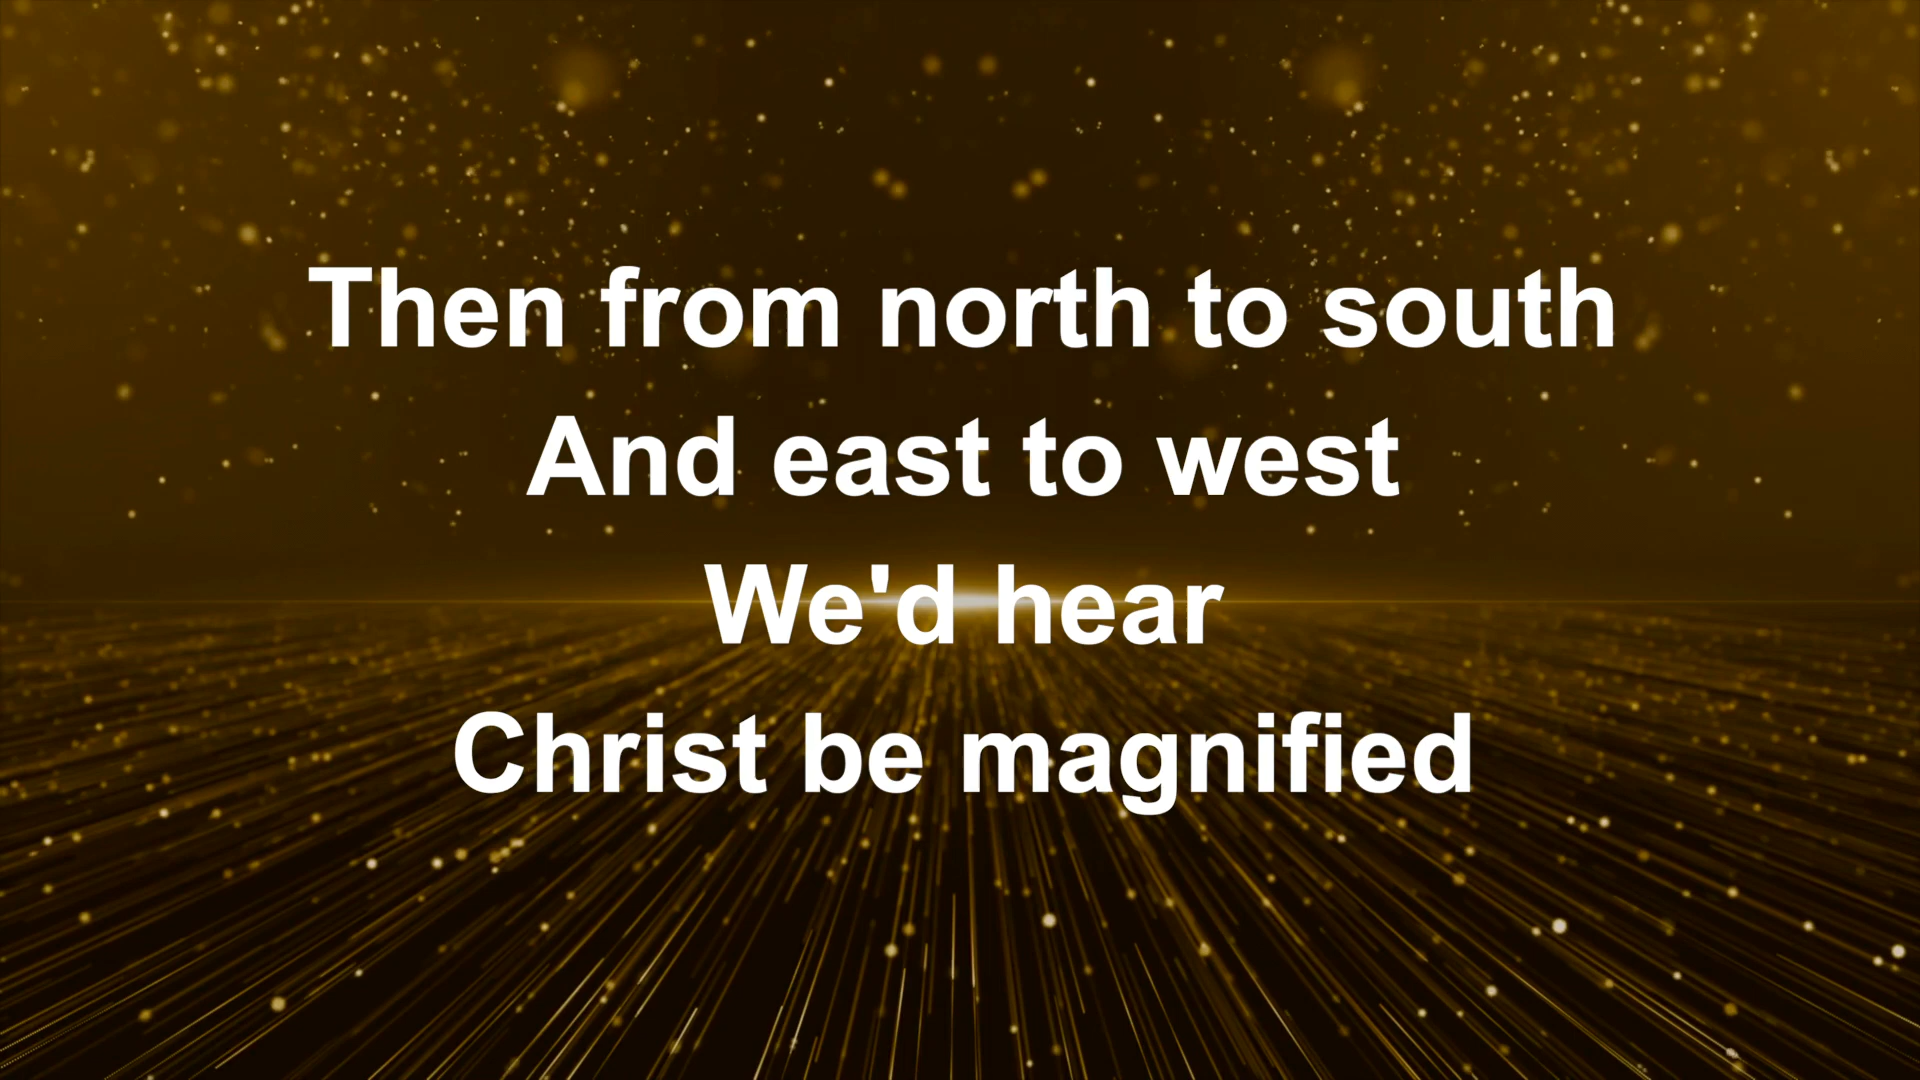 Then from north to south
And east to west
We'd hear
Christ be magnified